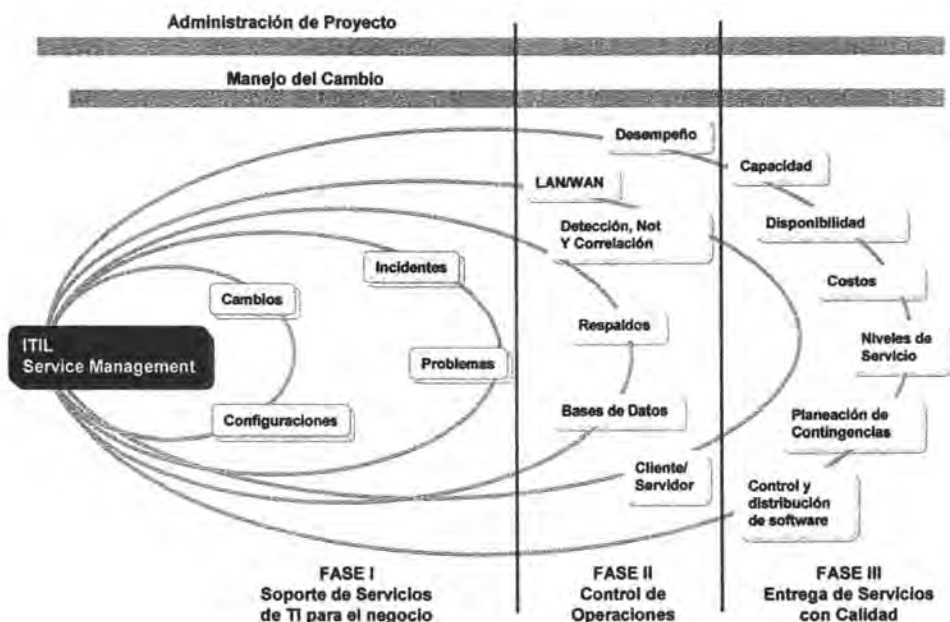 Administración de Proyecto
Manejo del Cambio
Desempeño
Capacidad
LAN/WAN
Disponibilidad
Detección, Not
Y Correlación
Incidentes
Cambios
Costos
ITIL
Service Management
Respaldos
Niveles de
Servicio
Problemas
Configuraciones
Bases de Datos
Planeación de
Contingencias
Cliente/
Servidor
Control y
distribución
de software
FASE I
Soporte de Servicios
de TI para el negocio
FASE II
Control de
Operaciones
FASE III
Entrega de Servicios
con Calidad